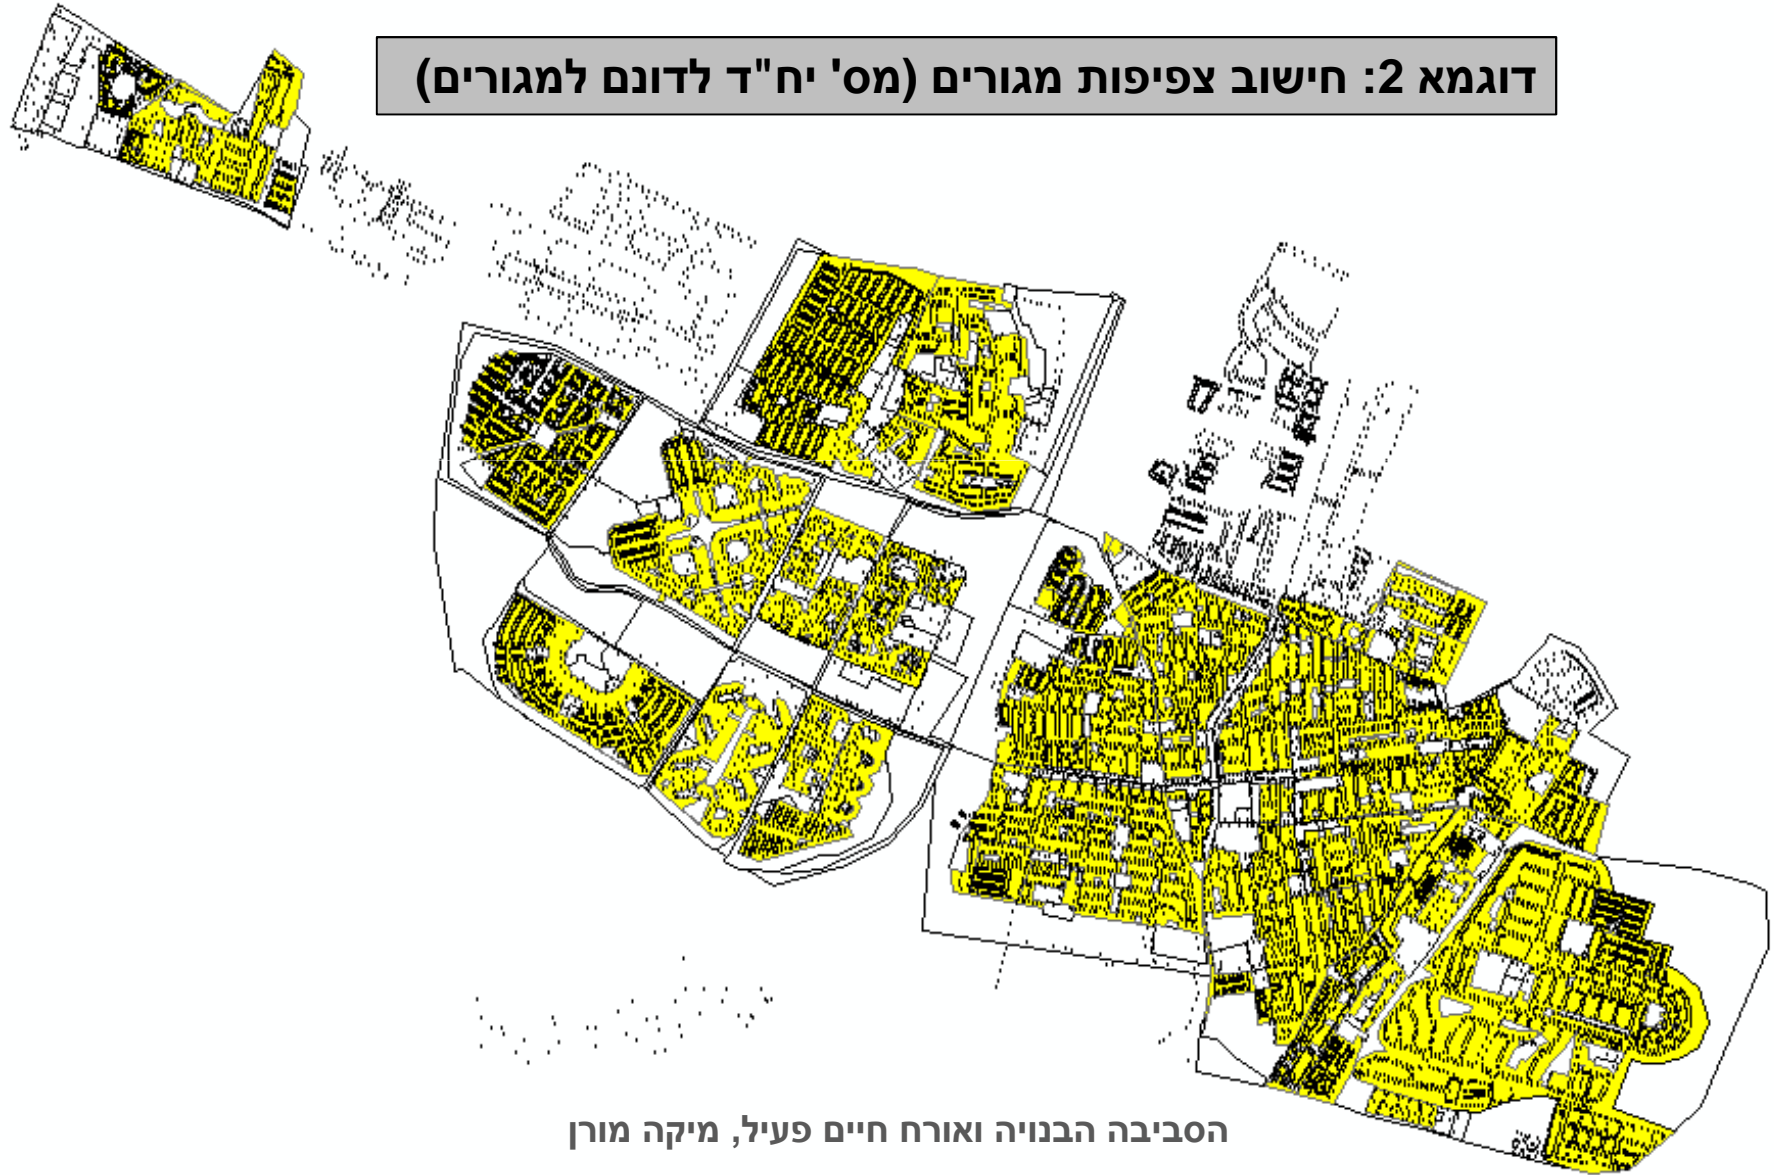 דוגמא 2: חישוב צפיפות מגורים (מס' יח"ד לדונם למגורים)
הסביבה הבנויה ואורח חיים פעיל, מיקה מורן